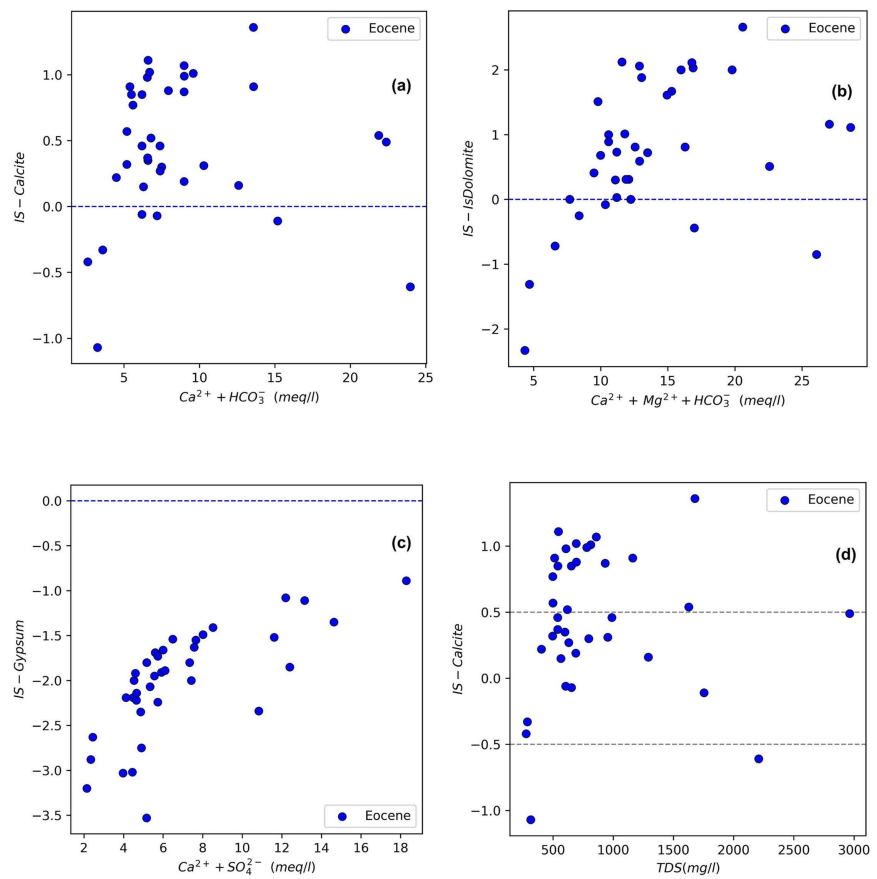 Eocene
(a)
IS – Calcite
1.0
0.5
0.0
−0.5
−1.0
5 10 15 20 25
Ca²⁺ + HCO₃⁻ (meq/l)
Eocene
(b)
IS – IsDolomite
2
1
0
−1
−2
5 10 15 20 25
Ca²⁺ + Mg²⁺ + HCO₃⁻ (meq/l)
(c)
IS – Gypsum
0.0
−0.5
−1.0
−1.5
−2.0
−2.5
−3.0
−3.5
Eocene
2 4 6 8 10 12 14 16 18
Ca²⁺ + SO₄²⁻ (meq/l)
Eocene
(d)
IS – Calcite
1.0
0.5
0.0
−0.5
−1.0
500 1000 1500 2000 2500 3000
TDS(mg/l)